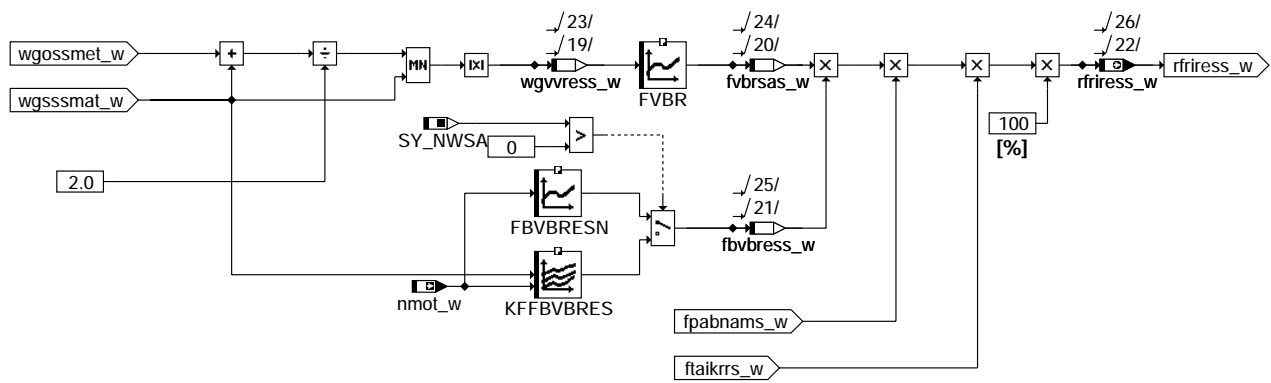 23/
24/
26/
wgossmet_w
+
÷
19/
20/
22/
rfriress_w
MN
|X|
wgvvress_w
FVBR
fvbrsas_w
X
X
X
X
rfriress_w
wgsssmat_w
SY_NWSA
0
>
100
[%]
2.0
25/
FBVBRESN
21/
fbvbress_w
nmot_w
KFFBVBRES
fpabnams_w
ftaikrrs_w